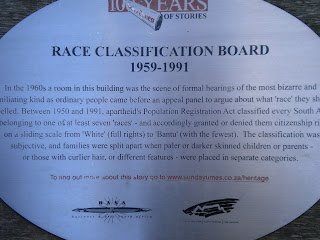 100 YEARS
OF STORIES
RACE CLASSIFICATION BOARD
1959-1991
In the 1960s a room in this building was the scene of formal hearings of the most bizarre and
miliating kind as ordinary people came before an appeal panel to argue about what 'race' they sh
elled. Between 1950 and 1991, apartheid's Population Registration Act classified every South A
belonging to one of at least seven 'races' - and accordingly granted or denied them citizenship ri
on a sliding scale from 'White' (full rights) to 'Bantu' (with the fewest). The classification was
subjective, and families were split apart when paler or darker skinned children or parents -
or those with curlier hair, or different features - were placed in separate categories.
To find out more about this story go to www.sundaytimes.co.za/heritage